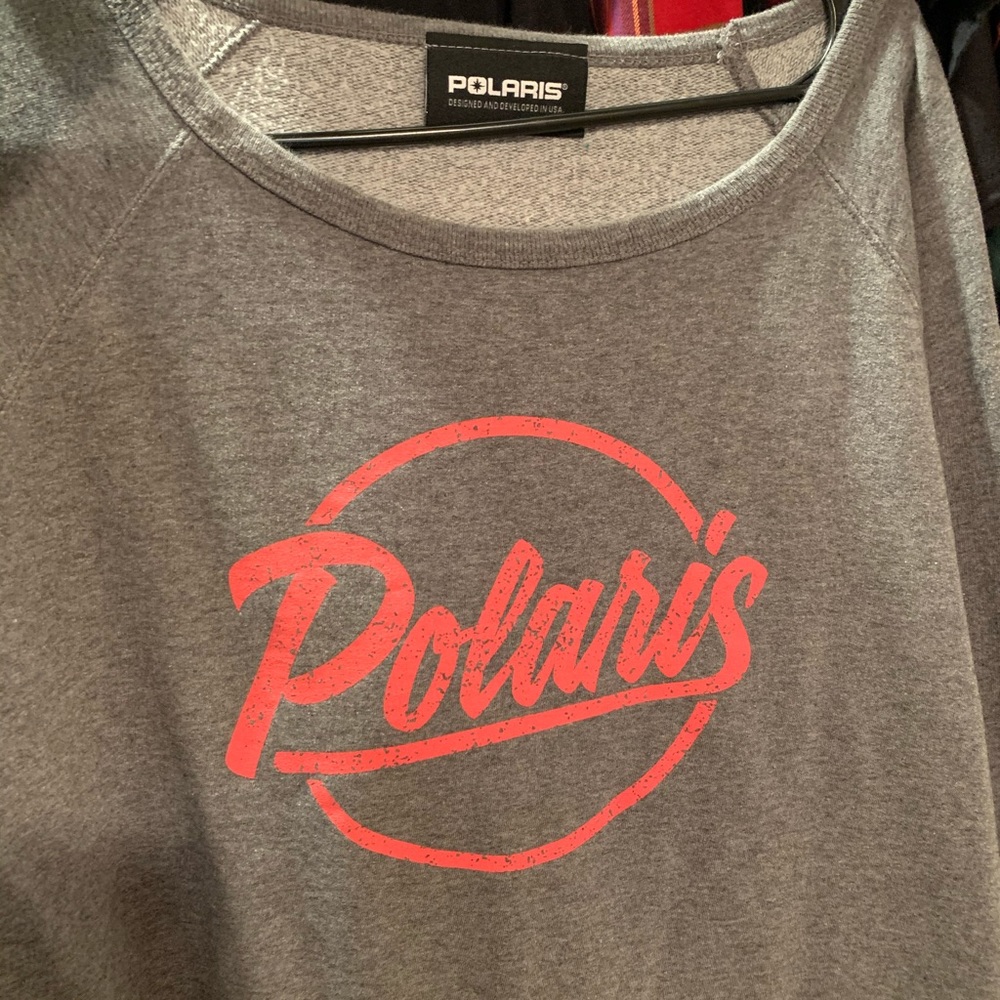 POLARIS®
DESIGNED AND DEVELOPED IN USA
Polaris